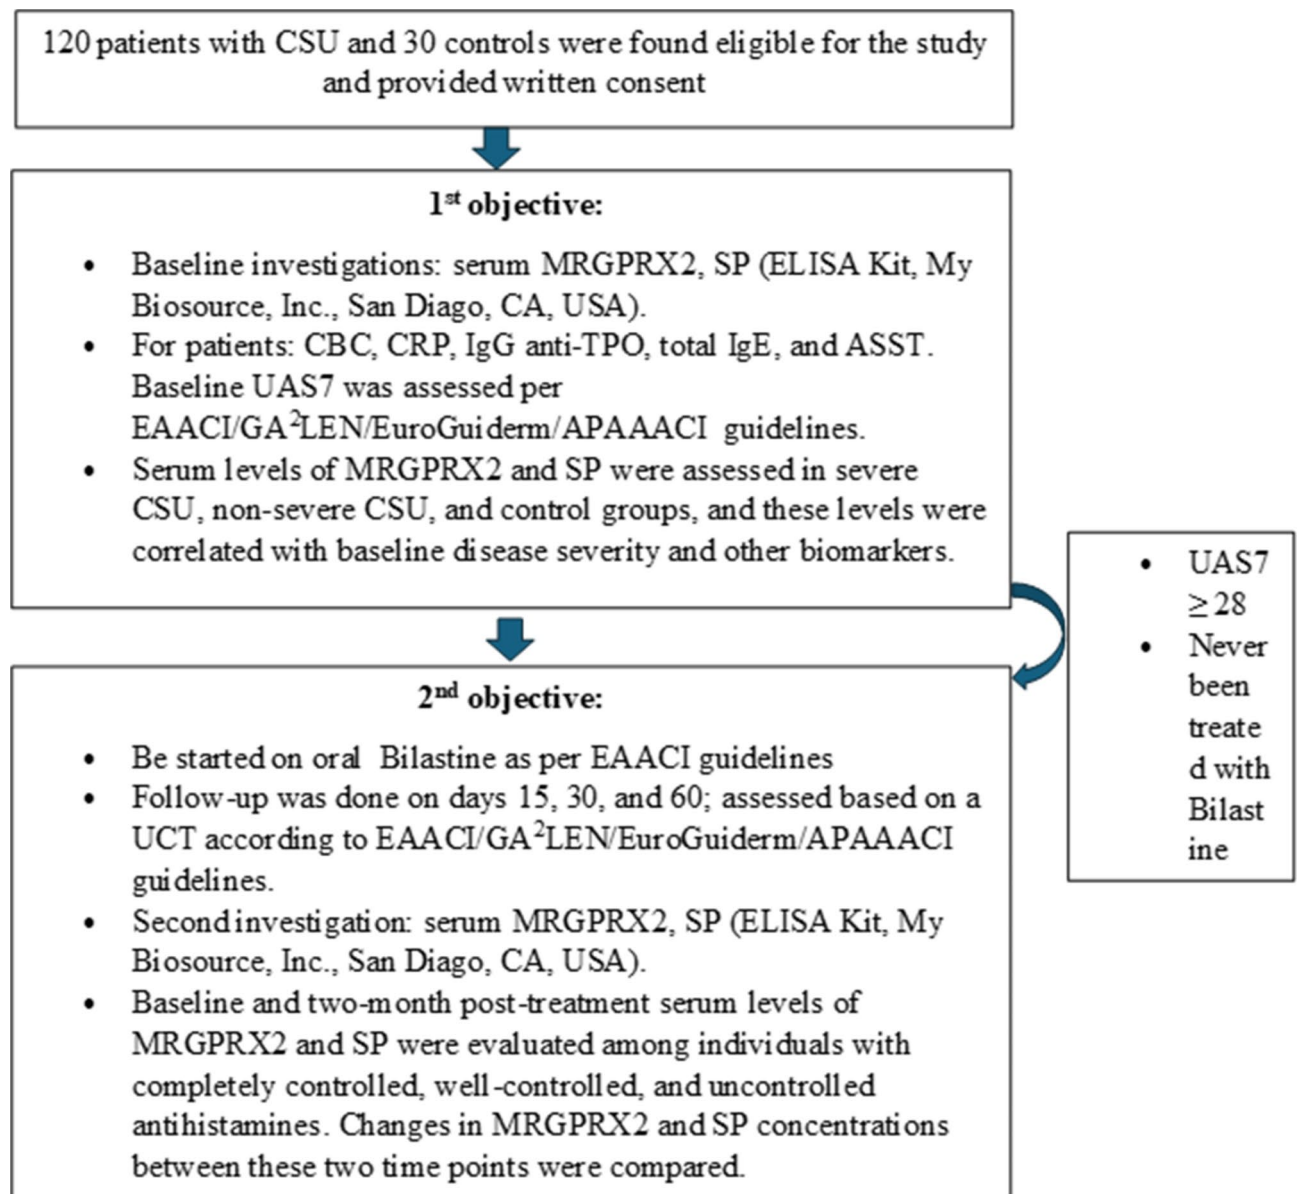 120 patients with CSU and 30 controls were found eligible for the study
and provided written consent
1st objective:
• Baseline investigations: serum MRGPRX2, SP (ELISA Kit, My
Biosource, Inc., San Diago, CA, USA).
• For patients: CBC, CRP, IgG anti-TPO, total IgE, and ASST.
Baseline UAS7 was assessed per
EAACI/GA²LEN/EuroGuiderm/APAAACI guidelines.
• Serum levels of MRGPRX2 and SP were assessed in severe
CSU, non-severe CSU, and control groups, and these levels were
correlated with baseline disease severity and other biomarkers.
• UAS7
≥ 28
• Never
been
treate
d with
Bilast
ine
2nd objective:
• Be started on oral Bilastine as per EAACI guidelines
• Follow-up was done on days 15, 30, and 60; assessed based on a
UCT according to EAACI/GA²LEN/EuroGuiderm/APAAACI
guidelines.
• Second investigation: serum MRGPRX2, SP (ELISA Kit, My
Biosource, Inc., San Diago, CA, USA).
• Baseline and two-month post-treatment serum levels of
MRGPRX2 and SP were evaluated among individuals with
completely controlled, well-controlled, and uncontrolled
antihistamines. Changes in MRGPRX2 and SP concentrations
between these two time points were compared.